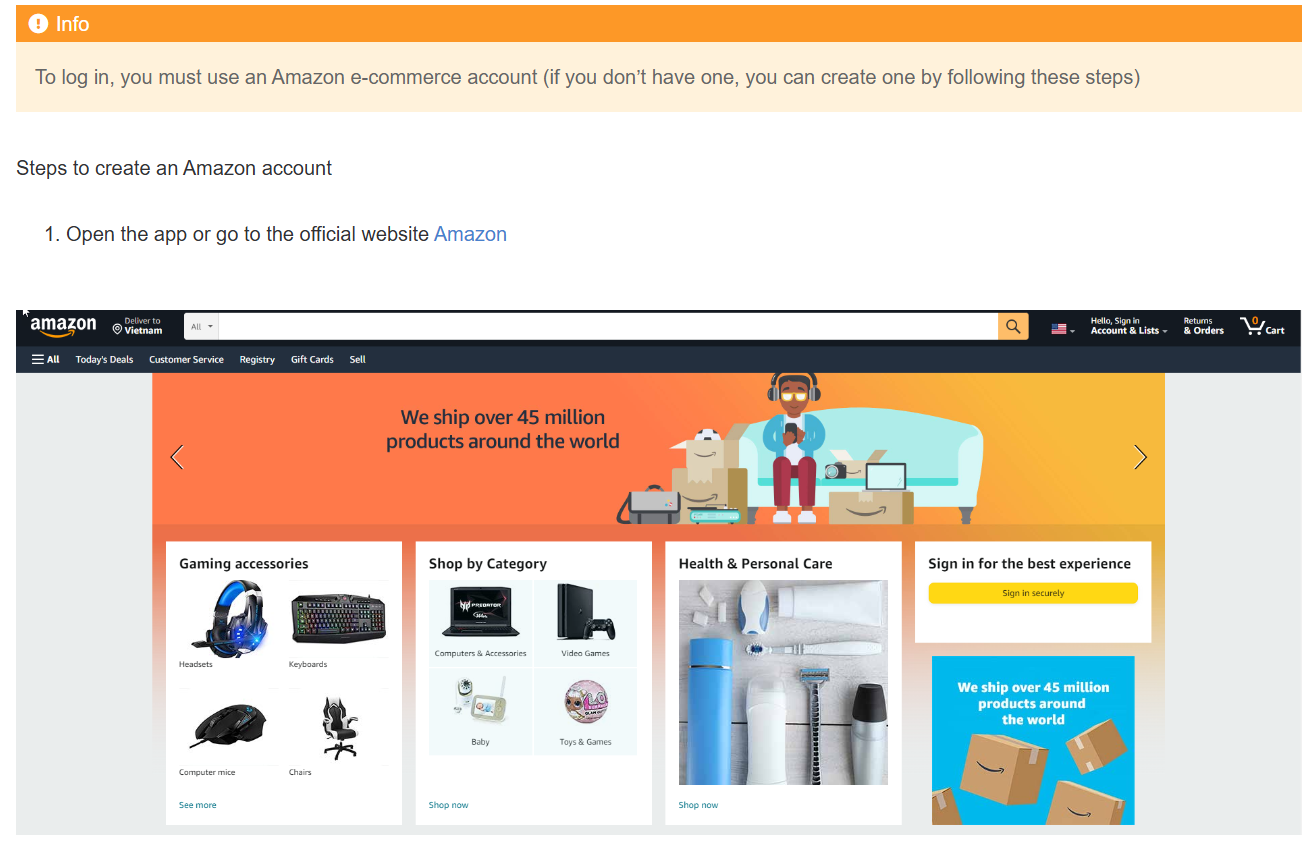 Info
To log in, you must use an Amazon e-commerce account (if you don’t have one, you can create one by following these steps)
Steps to create an Amazon account
1. Open the app or go to the official website Amazon
amazon
Deliver to
Vietnam
All
Hello, Sign in
Account & Lists
Returns
& Orders
0
Cart
All
Today's Deals
Customer Service
Registry
Gift Cards
Sell
We ship over 45 million
products around the world
Gaming accessories
Headsets
Keyboards
Computer mice
Chairs
See more
Shop by Category
PREDATOR
Computers & Accessories
Video Games
Baby
Toys & Games
Shop now
Health & Personal Care
Shop now
Sign in for the best experience
Sign in securely
We ship over 45 million
products around
the world